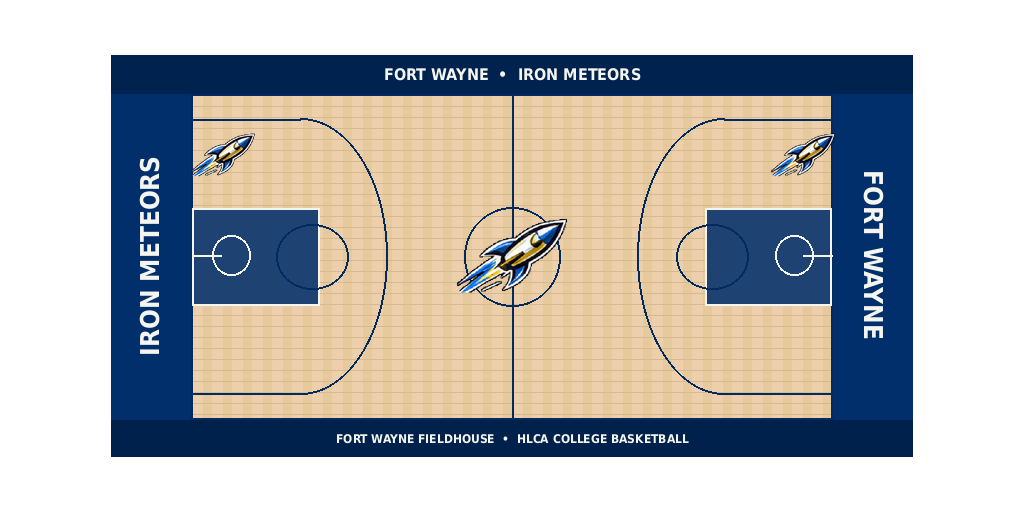 FORT WAYNE • IRON METEORS
IRON METEORS
FORT WAYNE
FORT WAYNE FIELDHOUSE • HLCA COLLEGE BASKETBALL